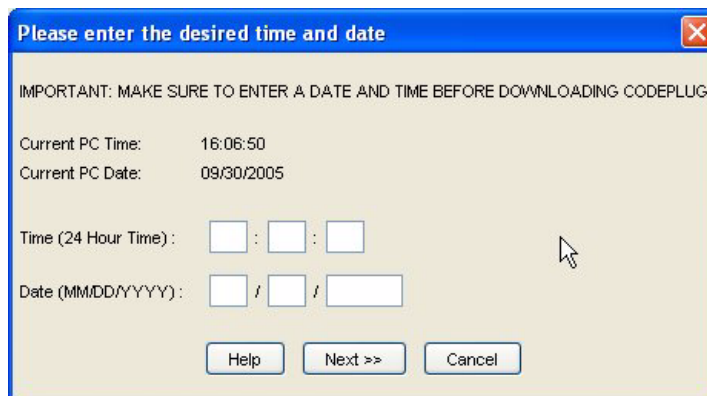 Please enter the desired time and date
IMPORTANT: MAKE SURE TO ENTER A DATE AND TIME BEFORE DOWNLOADING CODEPLUG
Current PC Time: 16:06:50
Current PC Date: 09/30/2005
Time (24 Hour Time) : : :
Date (MM/DD/YYYY) : / /
Help Next >> Cancel